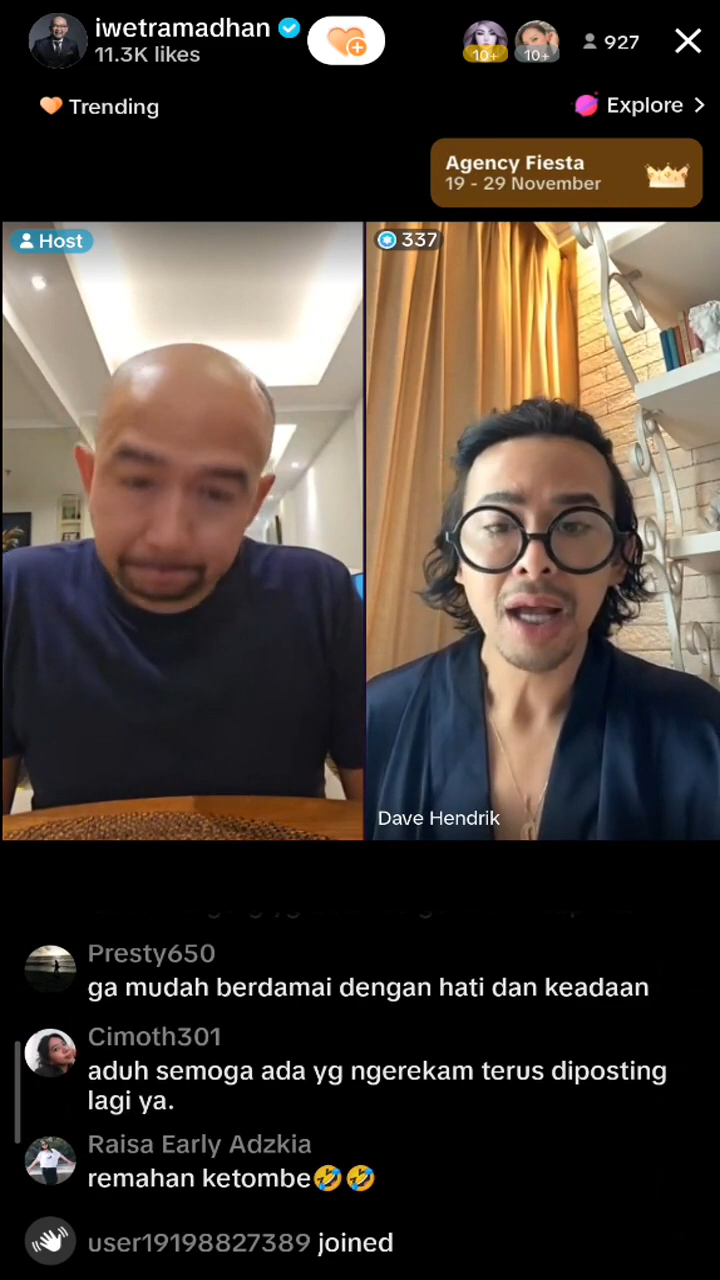 iwetramadhan
11.3K likes
10+
10+
927
Trending
Explore
Agency Fiesta
19 - 29 November
Host
337
Dave Hendrik
Presty650
ga mudah berdamai dengan hati dan keadaan
Cimoth301
aduh semoga ada yg ngerekam terus diposting
lagi ya.
Raisa Early Adzkia
remahan ketombe🤣🤣
user19198827389 joined